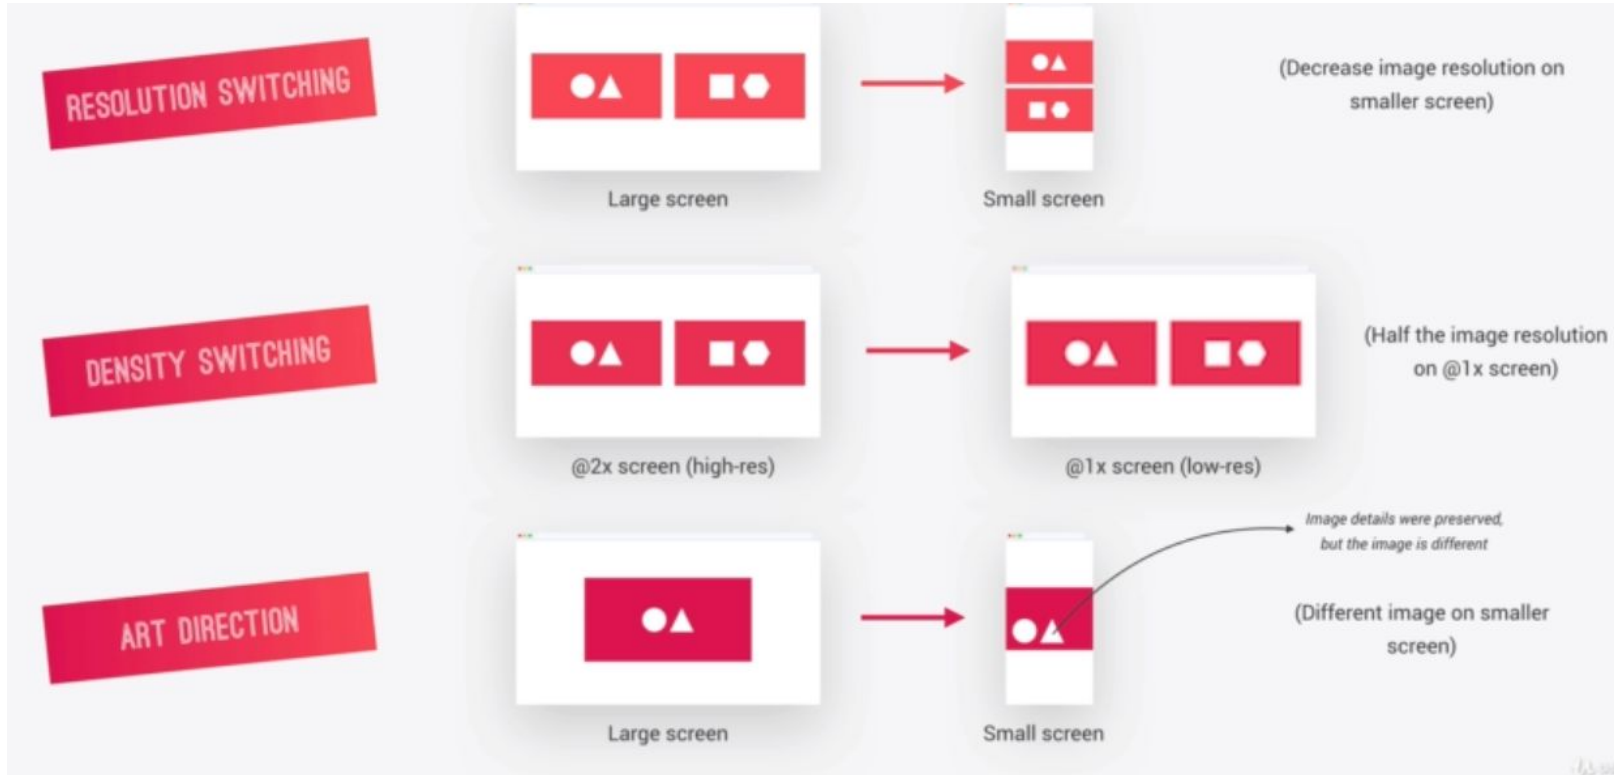 RESOLUTION SWITCHING
Large screen
Small screen
(Decrease image resolution on
smaller screen)
DENSITY SWITCHING
@2x screen (high-res)
@1x screen (low-res)
(Half the image resolution
on @1x screen)
ART DIRECTION
Large screen
Small screen
Image details were preserved,
but the image is different
(Different image on smaller
screen)